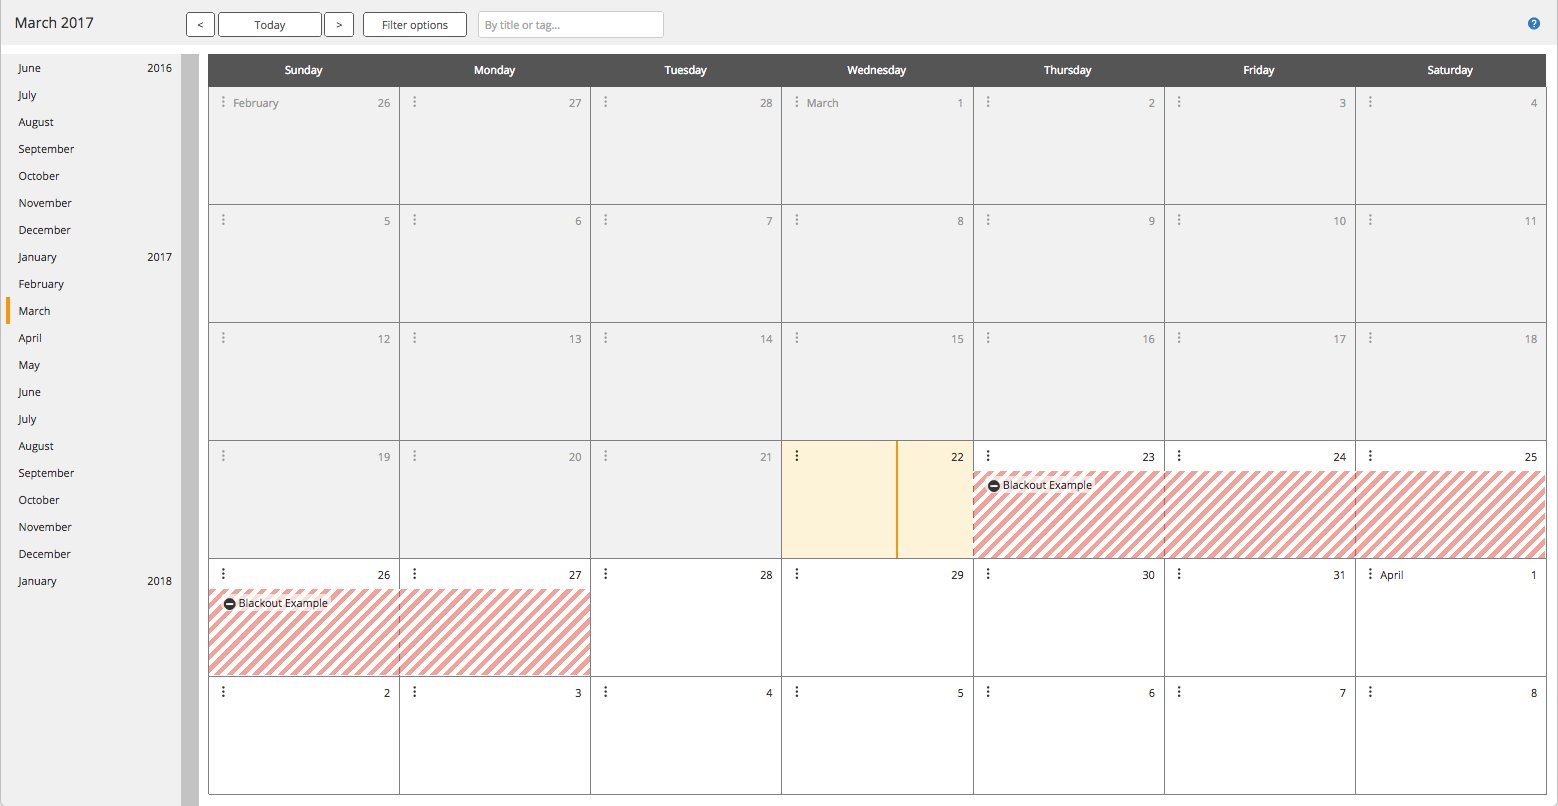 March 2017 < Today > Filter options By title or tag... ?
June 2016
July
August
September
October
November
December
January 2017
February
March
April
May
June
July
August
September
October
November
December
January 2018
Sunday Monday Tuesday Wednesday Thursday Friday Saturday
February 26 27 28 March 1 2 3 4
5 6 7 8 9 10 11
12 13 14 15 16 17 18
19 20 21 22 23 24 25
Blackout Example
26 27 28 29 30 31 April 1
Blackout Example
2 3 4 5 6 7 8